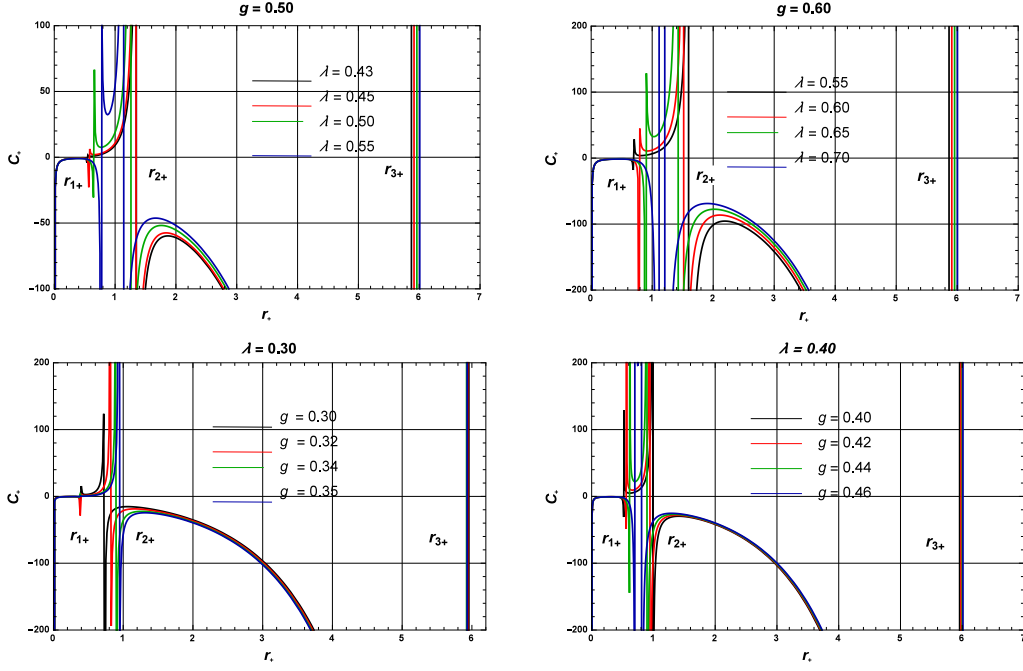 g = 0.50
100
50
0
−50
−100
C₊
λ = 0.43
λ = 0.45
λ = 0.50
λ = 0.55
r₁₊
r₂₊
r₃₊
0 1 2 3 4 5 6 7
r₊
g = 0.60
200
100
0
−100
−200
C₊
λ = 0.55
λ = 0.60
λ = 0.65
λ = 0.70
r₁₊
r₂₊
r₃₊
0 1 2 3 4 5 6 7
r₊
λ = 0.30
200
100
0
−100
−200
C₊
g = 0.30
g = 0.32
g = 0.34
g = 0.35
r₁₊
r₂₊
r₃₊
0 1 2 3 4 5 6
r₊
λ = 0.40
200
100
0
−100
−200
C₊
g = 0.40
g = 0.42
g = 0.44
g = 0.46
r₁₊
r₂₊
r₃₊
0 1 2 3 4 5 6 7
r₊